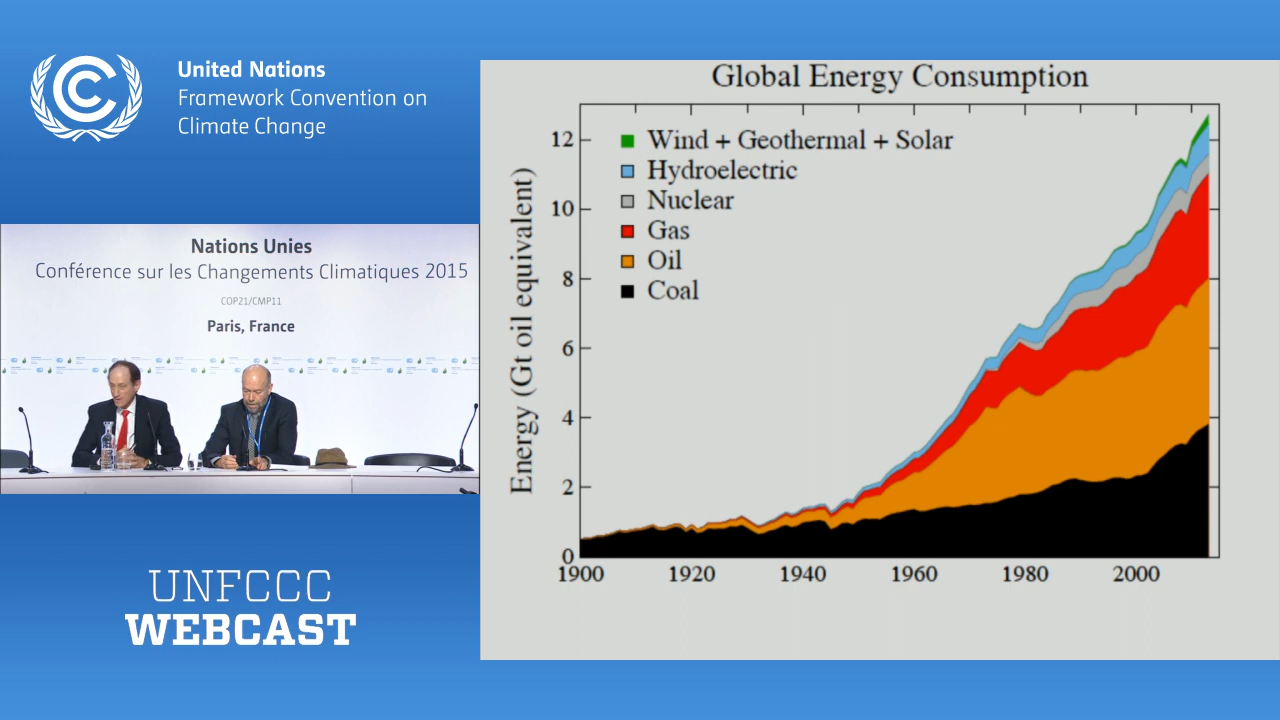 United Nations
Framework Convention on
Climate Change
Nations Unies
Conférence sur les Changements Climatiques 2015
COP21/CMP11
Paris, France
UNFCCC
WEBCAST
Global Energy Consumption
Energy (Gt oil equivalent)
12
10
8
6
4
2
0
Wind + Geothermal + Solar
Hydroelectric
Nuclear
Gas
Oil
Coal
1900
1920
1940
1960
1980
2000